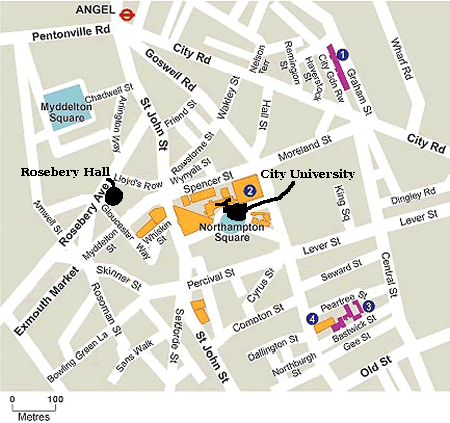 ANGEL
Pentonville Rd
City Rd
Goswell Rd
Nelson
Terr
Remington
St
Haverstock
St
City Gdn Row
1
Graham St
Wharf Rd
Chadwell St
Myddelton
Square
Arlington Way
St John St
Friend St
Wakley St
Hall St
City Rd
Rawstorne St
Wynyatt St
Moreland St
Rosebery Hall
Lloyd's Row
Spencer St
City University
2
Rosebery Ave
Amwell St
Gloucester
Way
Myddelton
St
Whiskin
St
Northampton
Square
King Sq
Dingley Rd
Lever St
Lever St
Exmouth Market
Skinner St
Percival St
Cyrus St
Seward St
Central St
Rosoman St
Sekforde St
St John St
Compton St
Peartree St
3
4
Bastwick St
Gee St
Bowling Green La
Sans Walk
Dallington St
Northburgh
St
Old St
0 100
Metres